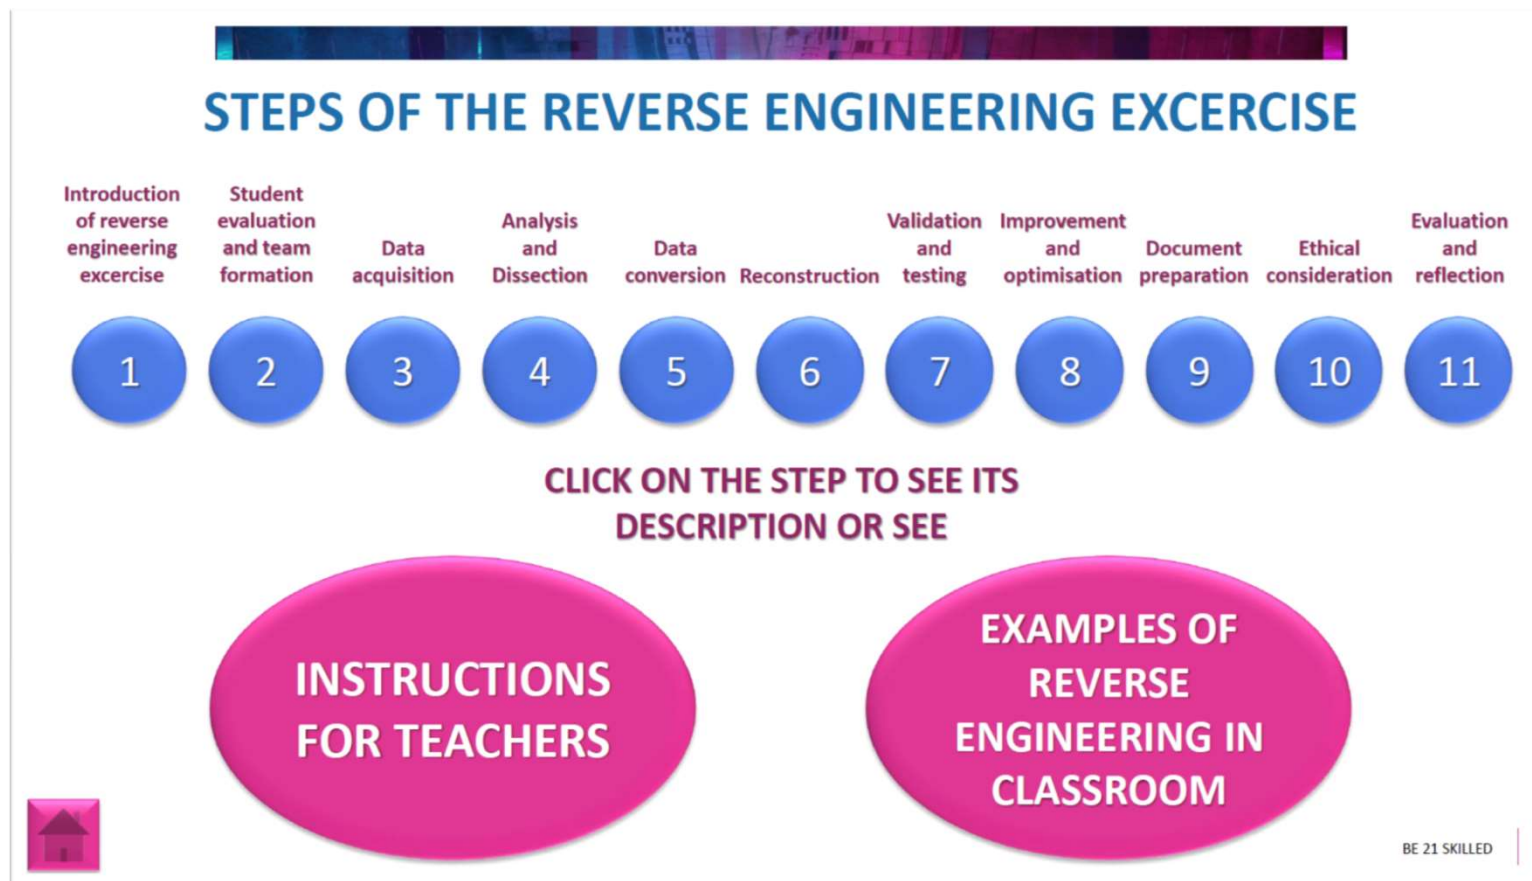 STEPS OF THE REVERSE ENGINEERING EXCERCISE
Introduction
of reverse
engineering
excercise
Student
evaluation
and team
formation
Data
acquisition
Analysis
and
Dissection
Data
conversion
Reconstruction
Validation
and
testing
Improvement
and
optimisation
Document
preparation
Ethical
consideration
Evaluation
and
reflection
1
2
3
4
5
6
7
8
9
10
11
CLICK ON THE STEP TO SEE ITS
DESCRIPTION OR SEE
INSTRUCTIONS
FOR TEACHERS
EXAMPLES OF
REVERSE
ENGINEERING IN
CLASSROOM
BE 21 SKILLED